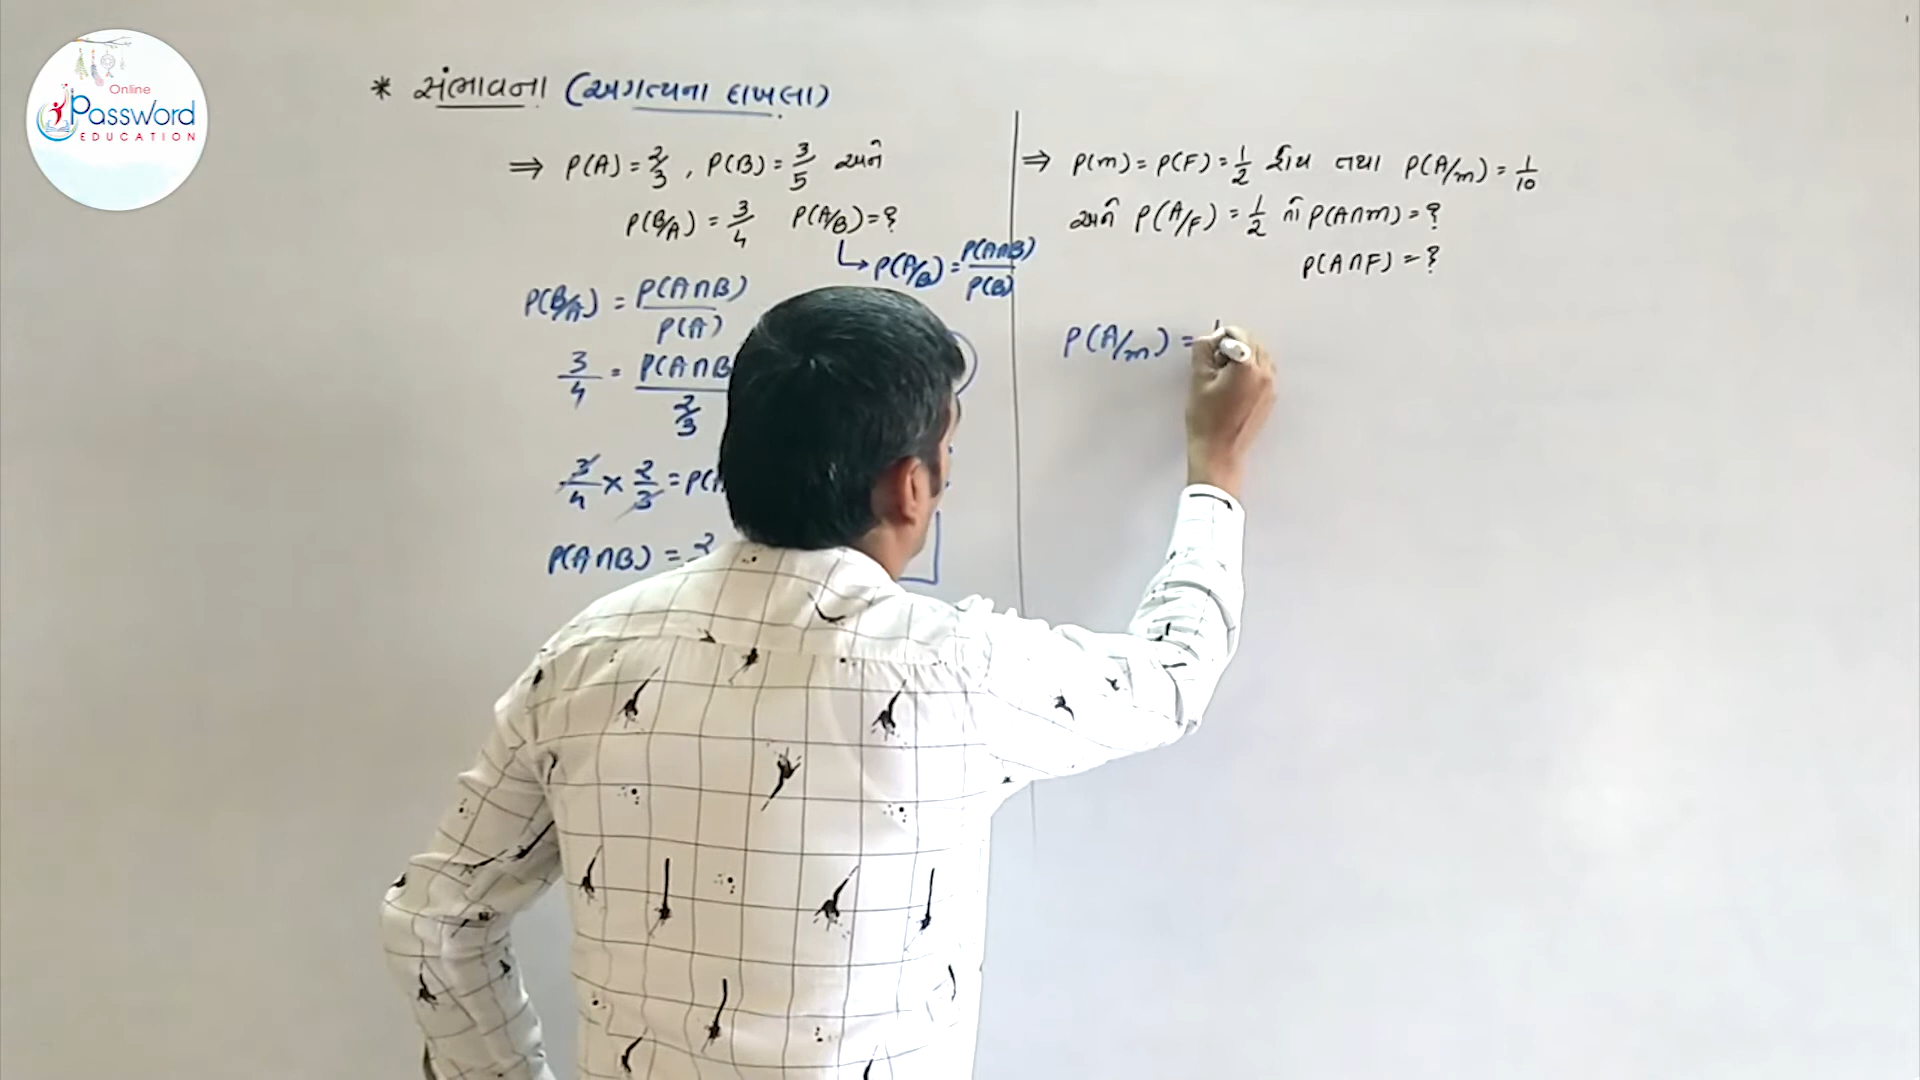 Online
Password
EDUCATION
* સંભાવના (અગત્યના દાખલા)
⇒ P(A) = 2/3 , P(B) = 3/5 અને
P(B/A) = 3/4 P(A/B) = ?
↳ P(A/B) = P(A∩B)/P(B)
P(B/A) = P(A∩B)/P(A)
3/4 = P(A∩B/2/3
3/4 × 2/3 = P(A
P(A∩B) = 2
⇒ P(m) = P(F) = 1/2 હોય તથા P(A/m) = 1/10
અને P(A/F) = 1/2 તો P(A∩m) = ?
P(A∩F) = ?
P(A/m) =